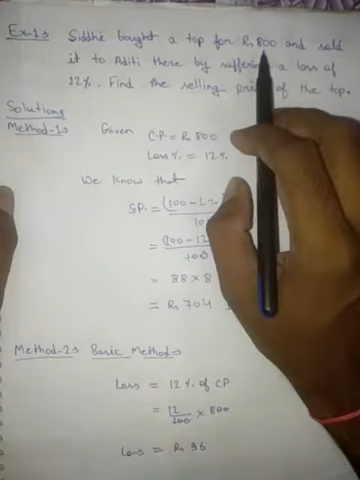 Ex-1:  Siddhi bought a top for Rs 800 and sold
it to Aditi there by suffering a loss of
12%. Find the selling of the top.
Solution:
Method-1:  Given  C.P. = Rs 800
Loss % = 12%
We Know that
S.P. = (100 - L%
= (100 - 12
100
= 88 × 8
= Rs 704
Method-2:  Basic Method:
Loss = 12% of CP
= 12/100 × 800
Loss = Rs 96